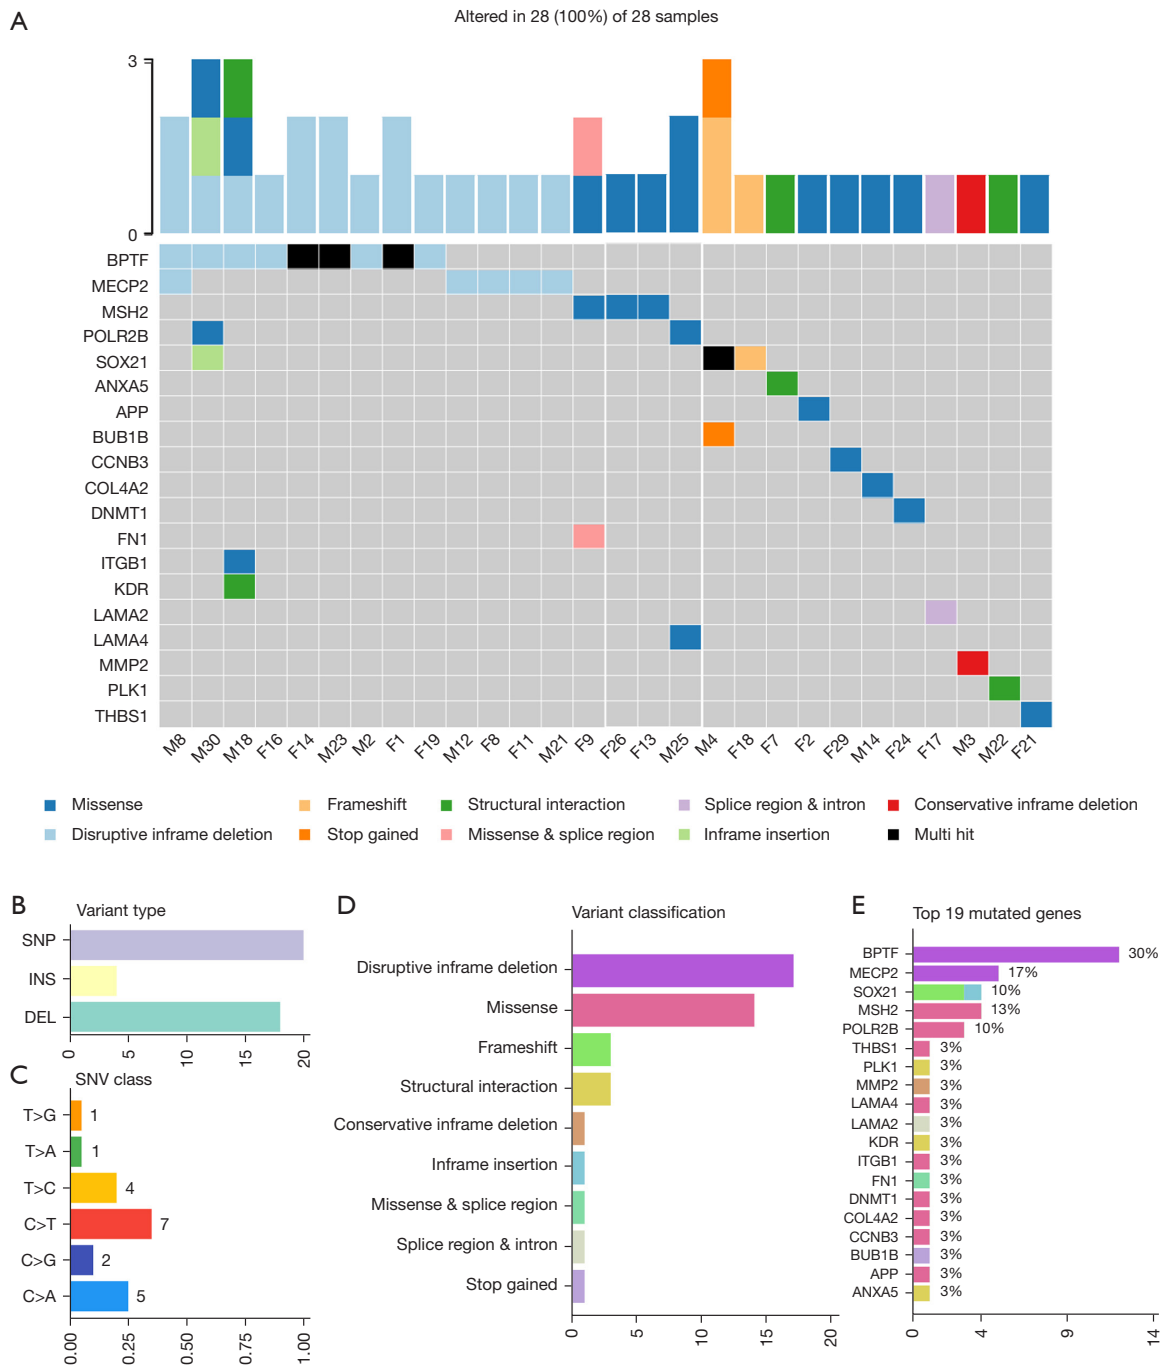 A
Altered in 28 (100%) of 28 samples
3
0
BPTF
MECP2
MSH2
POLR2B
SOX21
ANXA5
APP
BUB1B
CCNB3
COL4A2
DNMT1
FN1
ITGB1
KDR
LAMA2
LAMA4
MMP2
PLK1
THBS1
M8 M30 M18 F16 F14 M23 M2 F1 F19 M12 F8 F11 M21 F9 F26 F13 M25 M4 F18 F7 F2 F29 M14 F24 F17 M3 M22 F21
Missense Frameshift Structural interaction Splice region & intron Conservative inframe deletion
Disruptive inframe deletion Stop gained Missense & splice region Inframe insertion Multi hit
B
Variant type
SNP
INS
DEL
0 5 10 15 20
C
SNV class
T>G 1
T>A 1
T>C 4
C>T 7
C>G 2
C>A 5
0.00 0.25 0.50 0.75 1.00
D
Variant classification
Disruptive inframe deletion
Missense
Frameshift
Structural interaction
Conservative inframe deletion
Inframe insertion
Missense & splice region
Splice region & intron
Stop gained
0 5 10 15 20
E
Top 19 mutated genes
BPTF 30%
MECP2 17%
SOX21 10%
MSH2 13%
POLR2B 10%
THBS1 3%
PLK1 3%
MMP2 3%
LAMA4 3%
LAMA2 3%
KDR 3%
ITGB1 3%
FN1 3%
DNMT1 3%
COL4A2 3%
CCNB3 3%
BUB1B 3%
APP 3%
ANXA5 3%
0 4 9 14